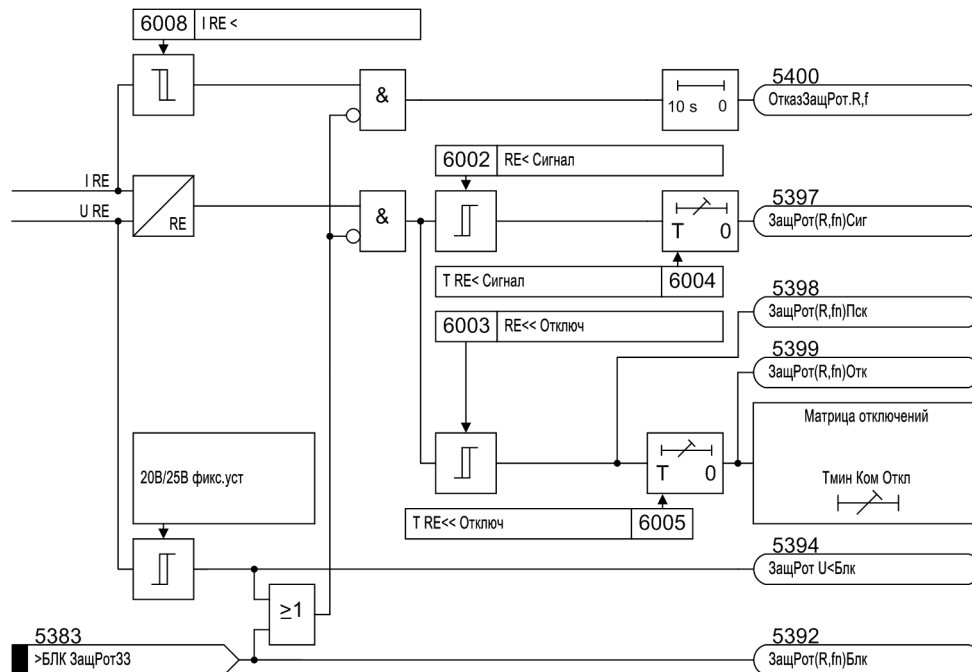 6008 I RE <
&
10 s 0
5400
ОтказЗащРот.R,f
6002 RE< Сигнал
I RE
U RE
RE
&
T 0
5397
ЗащРот(R,fn)Сиг
T RE< Сигнал 6004
5398
ЗащРот(R,fn)Пск
6003 RE<< Отключ
5399
ЗащРот(R,fn)Отк
Матрица отключений
20В/25В фикс.уст
T 0
Tмин Ком Откл
T RE<< Отключ 6005
5394
ЗащРот U<Блк
≥1
5383
>БЛК ЗащРотЗЗ
5392
ЗащРот(R,fn)Блк